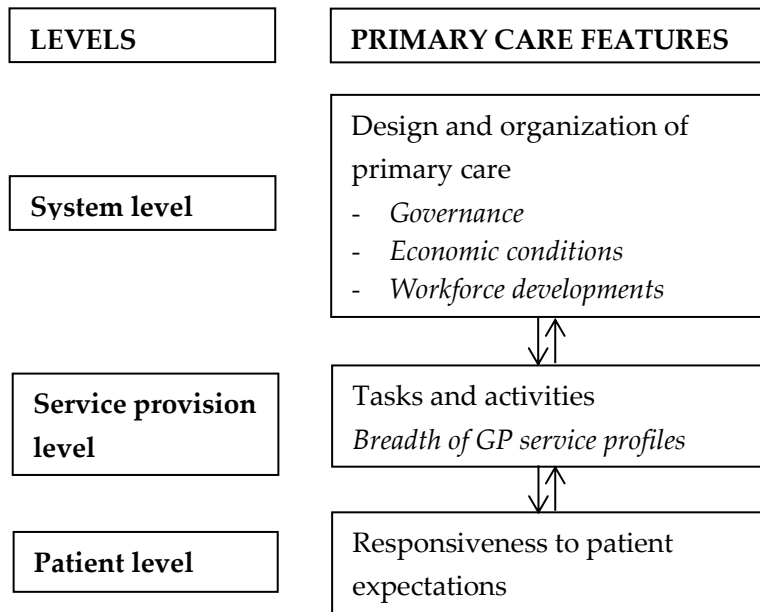 LEVELS
PRIMARY CARE FEATURES
System level
Design and organization of
primary care
- Governance
- Economic conditions
- Workforce developments
Service provision
level
Tasks and activities
Breadth of GP service profiles
Patient level
Responsiveness to patient
expectations